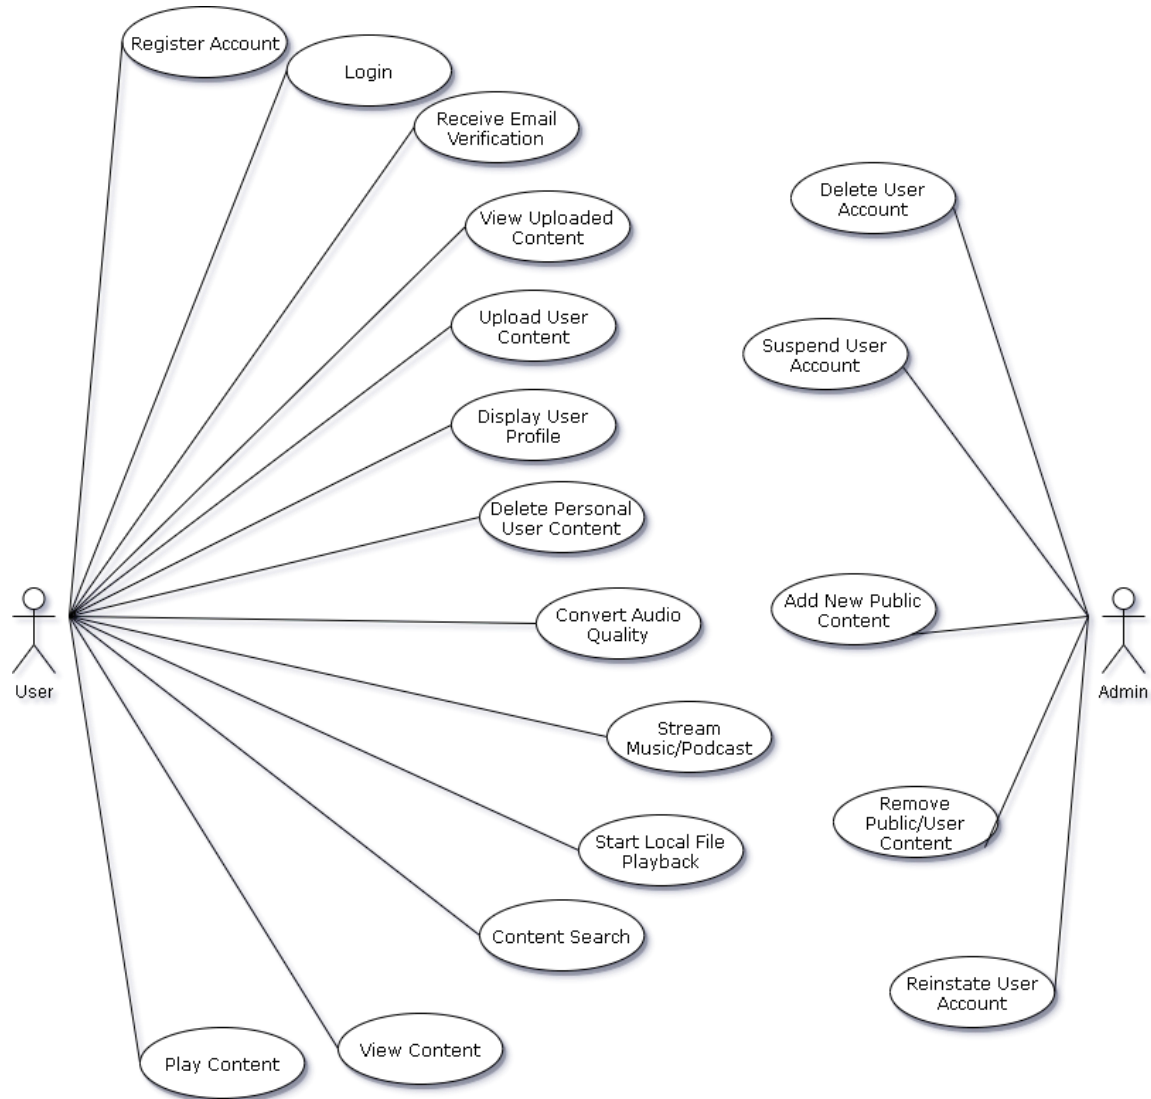 Register Account
Login
Receive Email
Verification
View Uploaded
Content
Upload User
Content
Display User
Profile
Delete Personal
User Content
Convert Audio
Quality
Stream
Music/Podcast
Start Local File
Playback
Content Search
View Content
Play Content
User
Delete User
Account
Suspend User
Account
Add New Public
Content
Remove
Public/User
Content
Reinstate User
Account
Admin